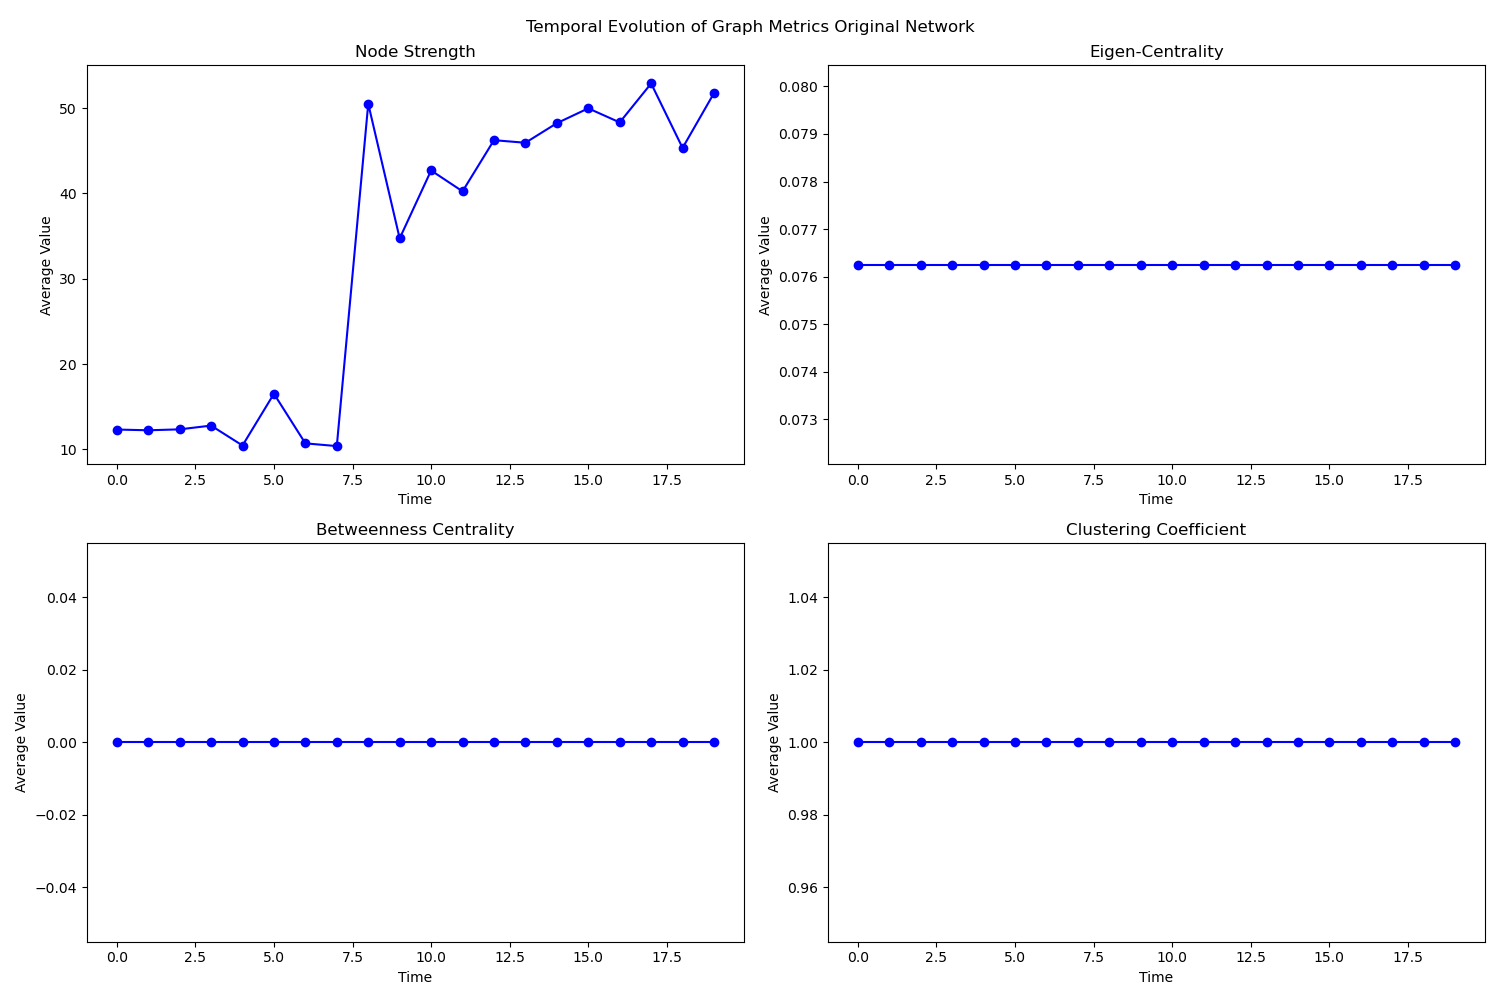 Temporal Evolution of Graph Metrics Original Network
Node Strength
50
40
30
20
10
Average Value
0.0 2.5 5.0 7.5 10.0 12.5 15.0 17.5
Time
Eigen-Centrality
0.080
0.079
0.078
0.077
0.076
0.075
0.074
0.073
Average Value
0.0 2.5 5.0 7.5 10.0 12.5 15.0 17.5
Time
Betweenness Centrality
0.04
0.02
0.00
−0.02
−0.04
Average Value
0.0 2.5 5.0 7.5 10.0 12.5 15.0 17.5
Time
Clustering Coefficient
1.04
1.02
1.00
0.98
0.96
Average Value
0.0 2.5 5.0 7.5 10.0 12.5 15.0 17.5
Time